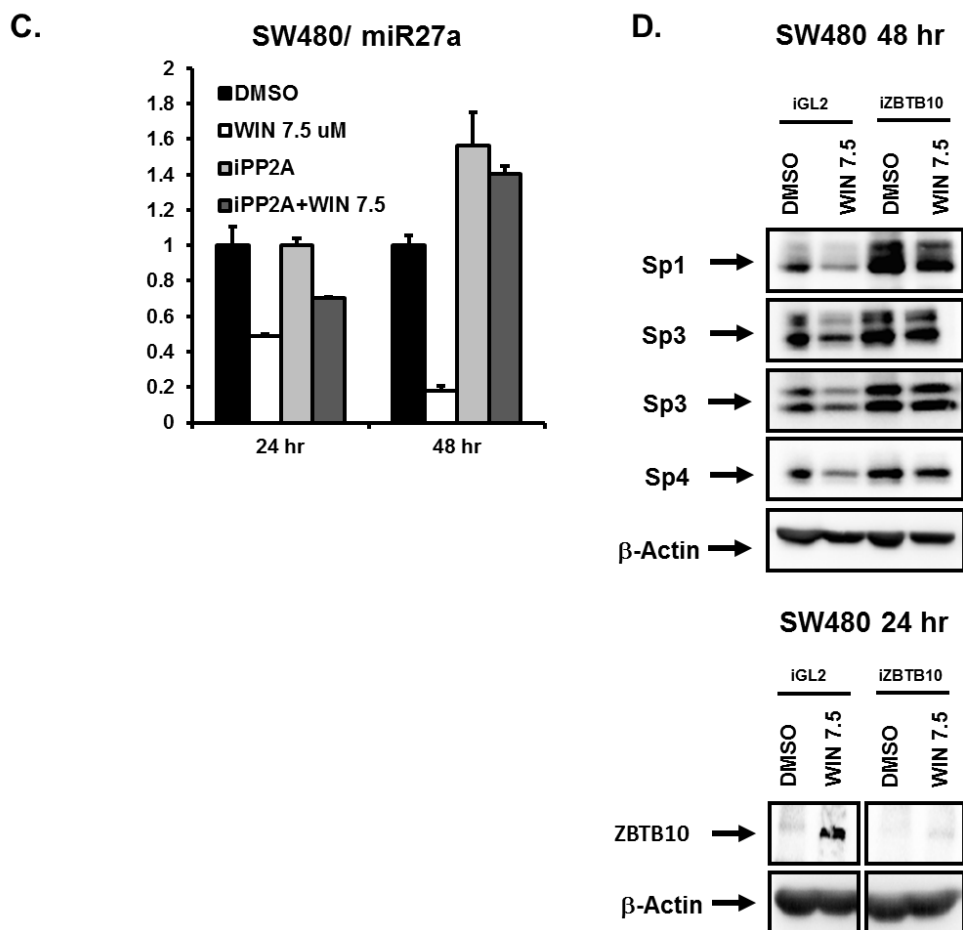 C.
SW480/ miR27a
2
1.8
1.6
1.4
1.2
1
0.8
0.6
0.4
0.2
0
DMSO
WIN 7.5 uM
iPP2A
iPP2A+WIN 7.5
24 hr 48 hr
D.
SW480 48 hr
iGL2 iZBTB10
DMSO WIN 7.5 DMSO WIN 7.5
Sp1
Sp3
Sp3
Sp4
β-Actin
SW480 24 hr
iGL2 iZBTB10
DMSO WIN 7.5 DMSO WIN 7.5
ZBTB10
β-Actin